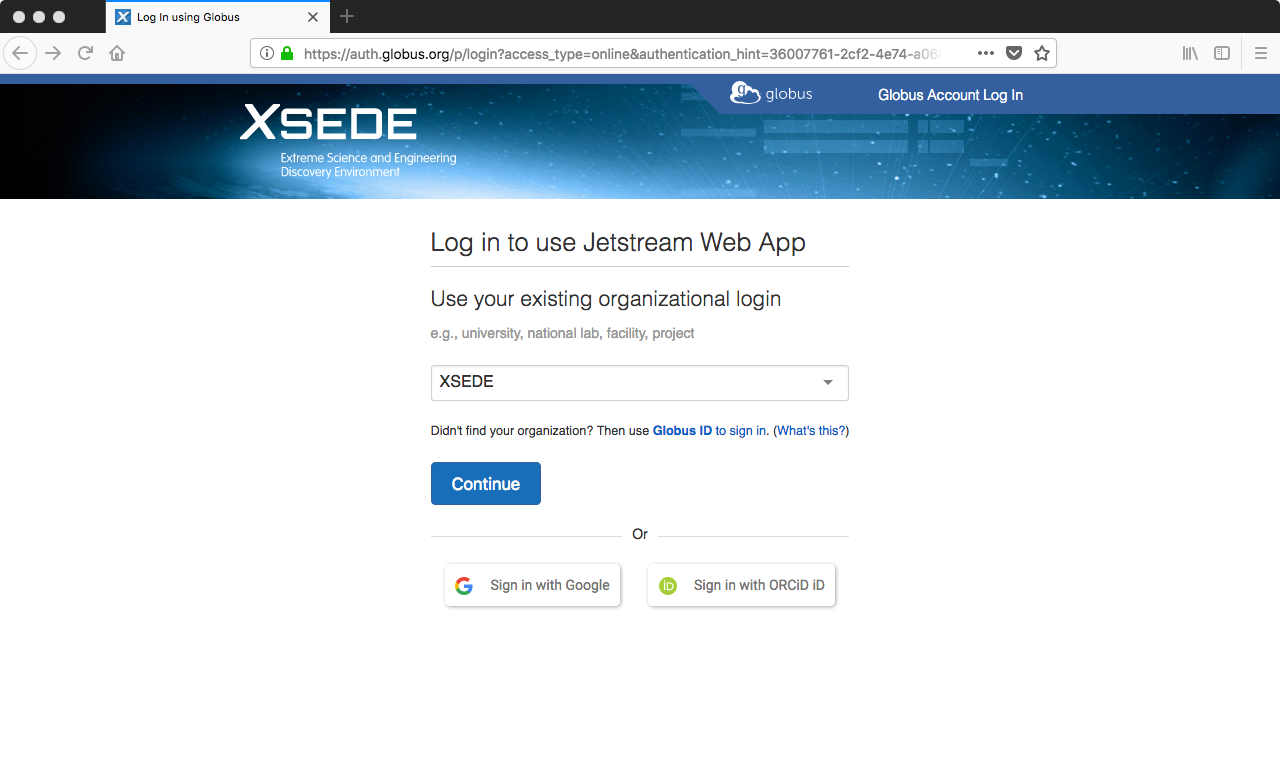 Log In using Globus
https://auth.globus.org/p/login?access_type=online&authentication_hint=36007761-2cf2-4e74-a06
globus
Globus Account Log In
XSEDE
Extreme Science and Engineering
Discovery Environment
Log in to use Jetstream Web App
Use your existing organizational login
e.g., university, national lab, facility, project
XSEDE
Didn't find your organization? Then use Globus ID to sign in. (What's this?)
Continue
Or
Sign in with Google
Sign in with ORCiD iD